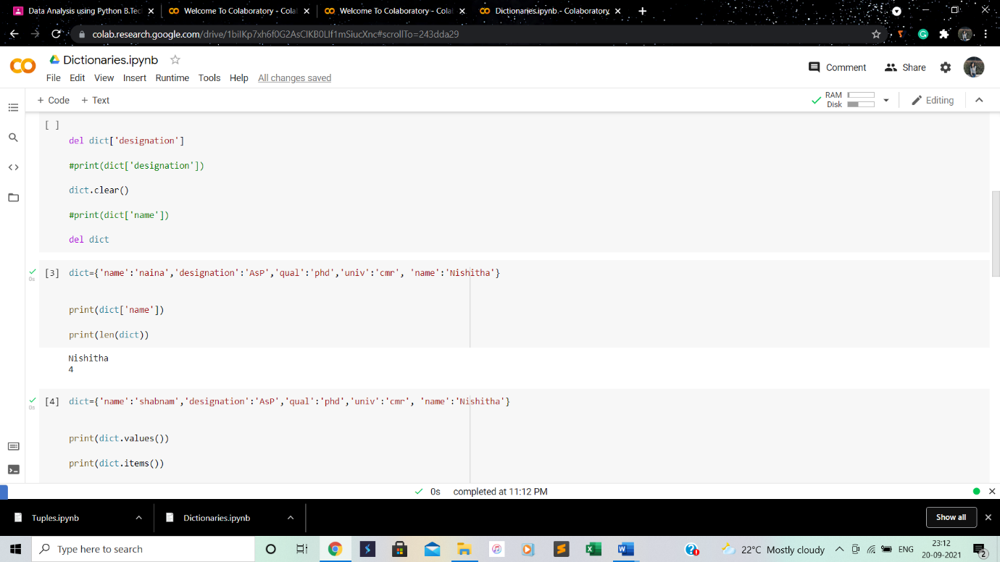 Data Analysis using Python B.Tec
Welcome To Colaboratory - Cola
Welcome To Colaboratory - Cola
Dictionaries.ipynb - Colaboratory
colab.research.google.com/drive/1biIKp7xh6f0G2AsCIKB0LIf1mSiucXnc#scrollTo=243dda29
Dictionaries.ipynb
File Edit View Insert Runtime Tools Help All changes saved
Comment Share
+ Code + Text
RAM
Disk
Editing
[ ]
del dict['designation']
#print(dict['designation'])
dict.clear()
#print(dict['name'])
del dict
[3] dict={'name':'naina','designation':'AsP','qual':'phd','univ':'cmr', 'name':'Nishitha'}
0s
print(dict['name'])
print(len(dict))
Nishitha
4
[4] dict={'name':'shabnam','designation':'AsP','qual':'phd','univ':'cmr', 'name':'Nishitha'}
0s
print(dict.values())
print(dict.items())
0s completed at 11:12 PM
Tuples.ipynb
Dictionaries.ipynb
Show all
Type here to search
22°C Mostly cloudy
ENG
23:12
20-09-2021
2